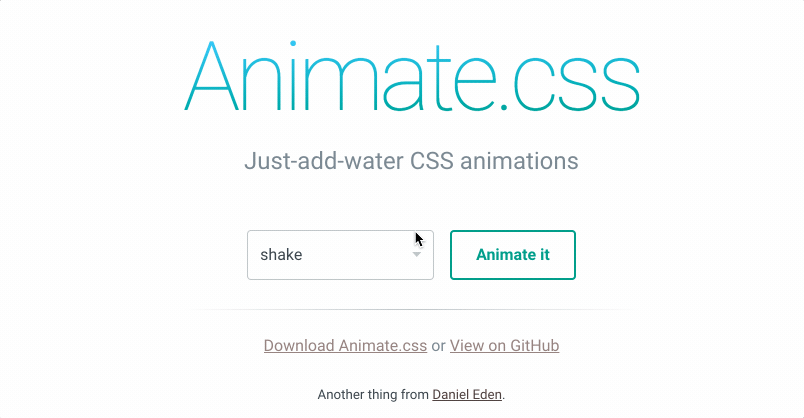 Animate.css
Just-add-water CSS animations
shake
Animate it
Download Animate.css or View on GitHub
Another thing from Daniel Eden.